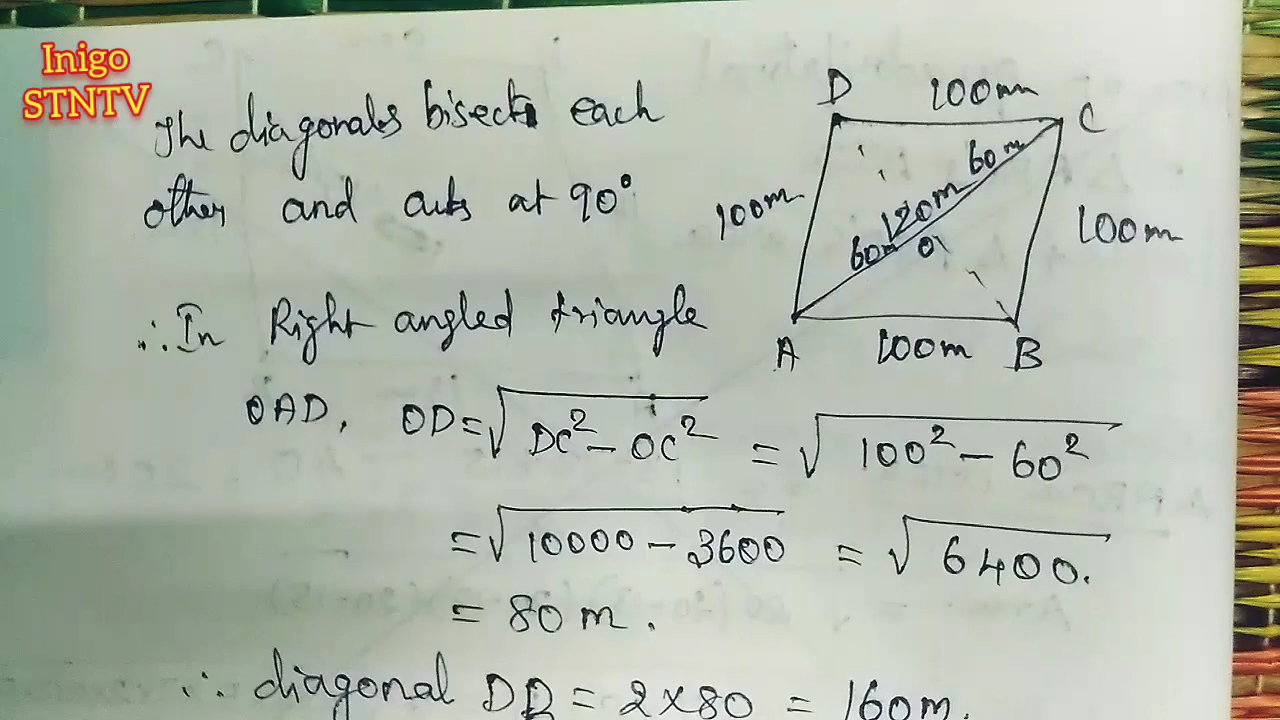 Inigo
STNTV
The diagonals bisect each
other and cuts at 90°
∴ In Right angled triangle
OAD, OD = √DC² - OC² = √100² - 60²
= √10000 - 3600 = √6400.
= 80 m.
∴ diagonal DB = 2×80 = 160m.
D 100m C
60m
100m 120m 100m
60m O
A 100m B